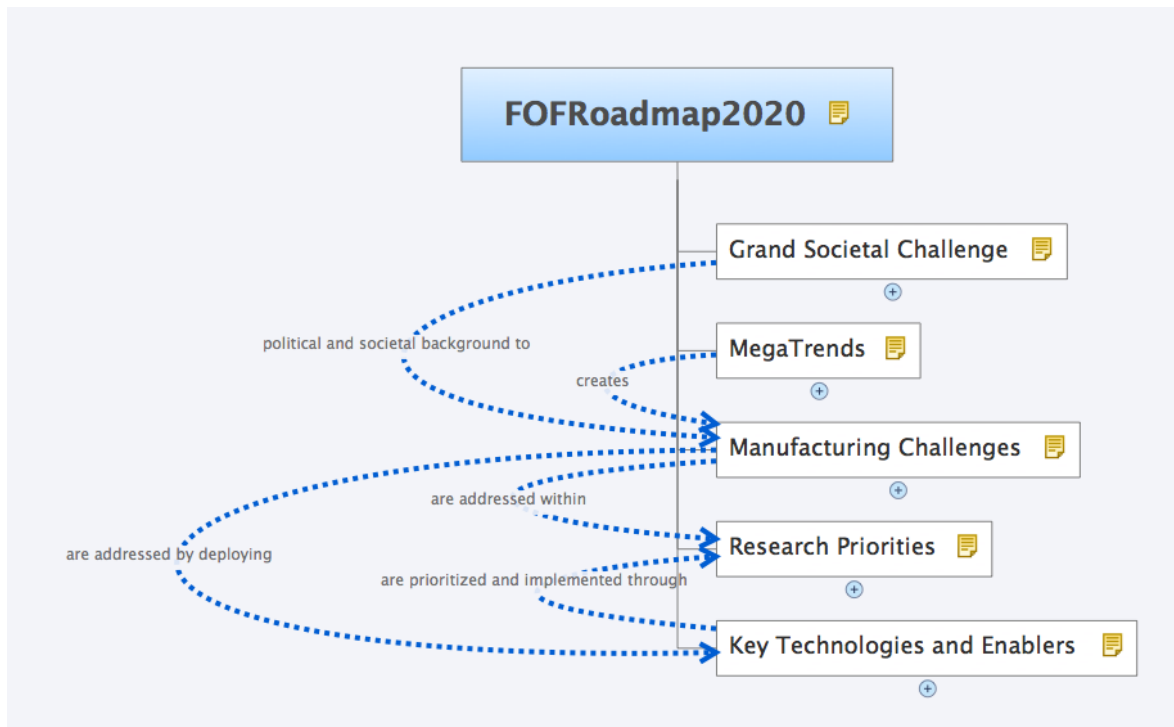 FOFRoadmap2020
Grand Societal Challenge
political and societal background to
MegaTrends
creates
Manufacturing Challenges
are addressed within
Research Priorities
are addressed by deploying
are prioritized and implemented through
Key Technologies and Enablers